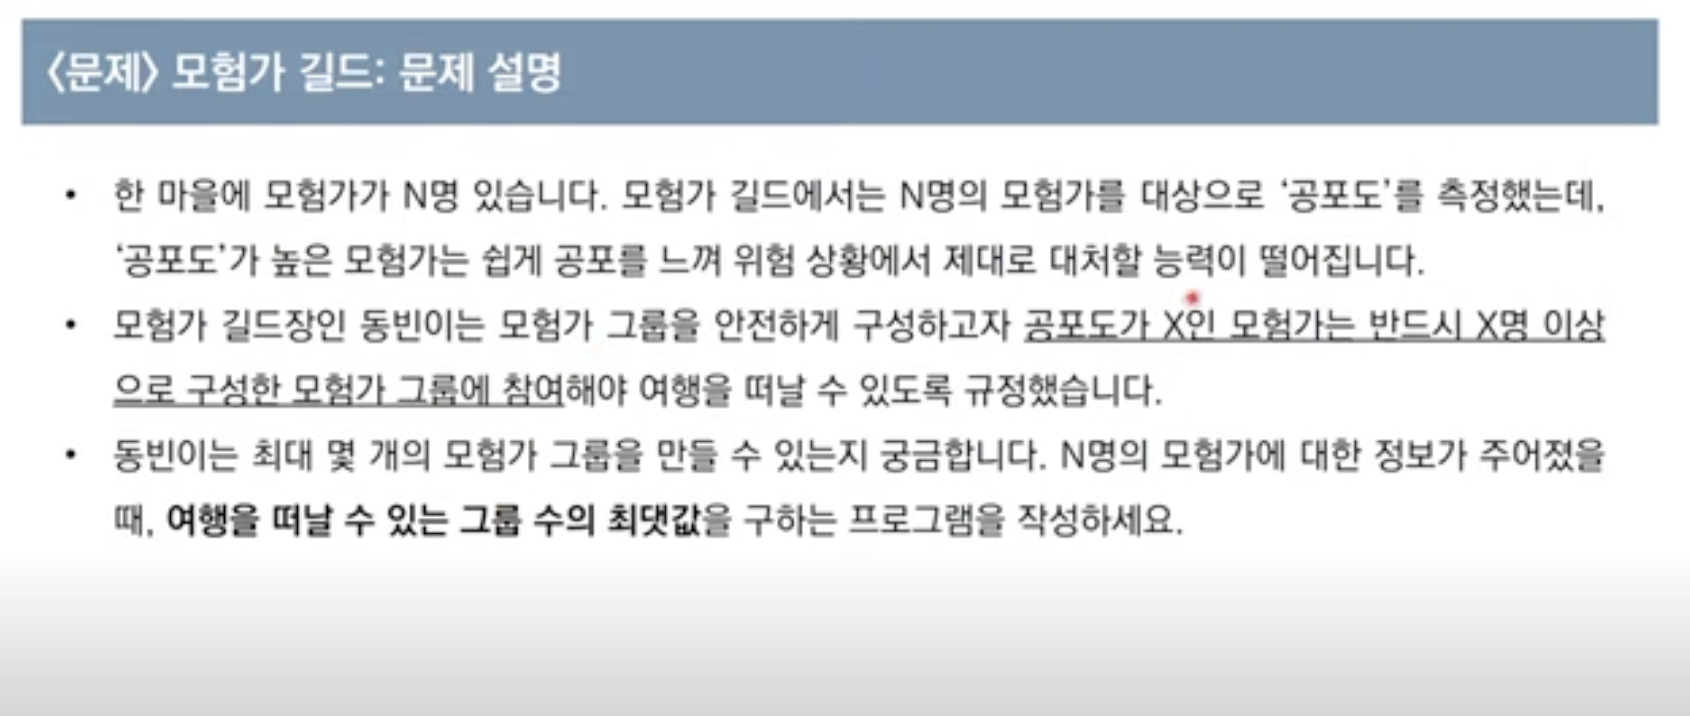 〈문제〉 모험가 길드: 문제 설명
• 한 마을에 모험가가 N명 있습니다. 모험가 길드에서는 N명의 모험가를 대상으로 ‘공포도’를 측정했는데,
‘공포도’가 높은 모험가는 쉽게 공포를 느껴 위험 상황에서 제대로 대처할 능력이 떨어집니다.
• 모험가 길드장인 동빈이는 모험가 그룹을 안전하게 구성하고자 공포도가 X인 모험가는 반드시 X명 이상
으로 구성한 모험가 그룹에 참여해야 여행을 떠날 수 있도록 규정했습니다.
• 동빈이는 최대 몇 개의 모험가 그룹을 만들 수 있는지 궁금합니다. N명의 모험가에 대한 정보가 주어졌을
때, 여행을 떠날 수 있는 그룹 수의 최댓값을 구하는 프로그램을 작성하세요.